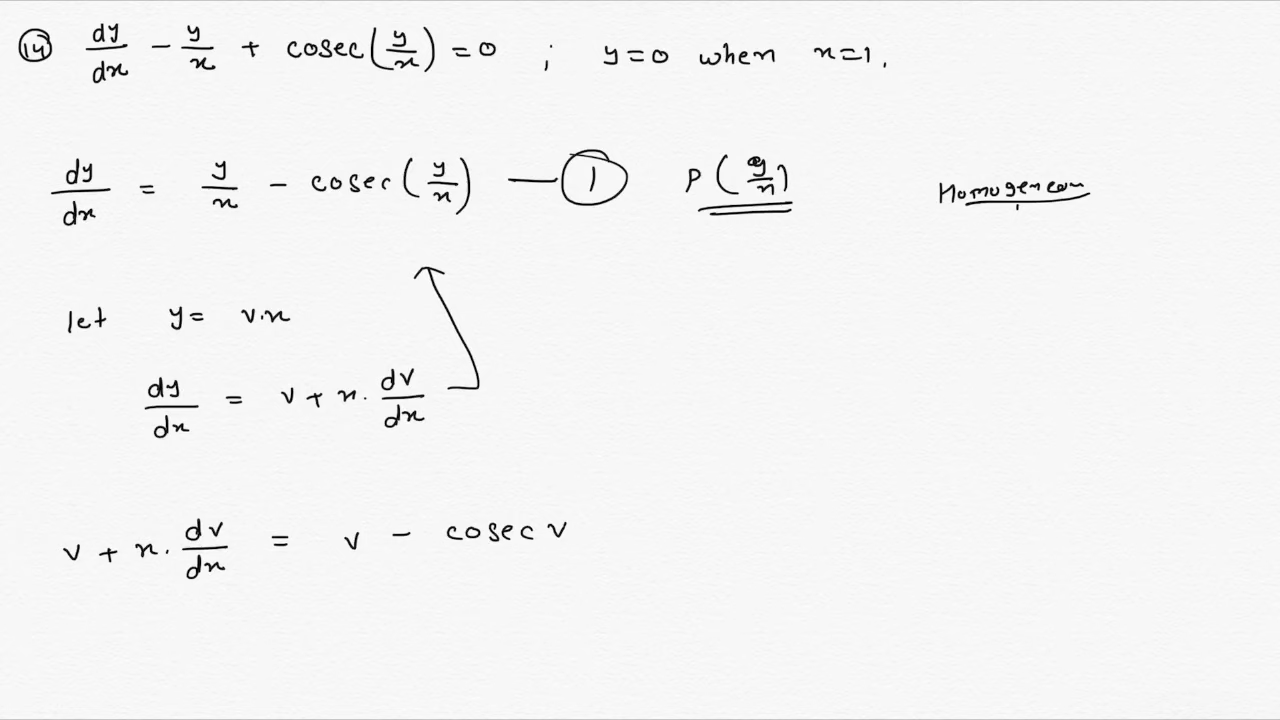 (14) dy/dx - y/x + cosec(y/x) = 0 ; y=0 when x=1.
dy/dx = y/x - cosec(y/x) — (1) P(y/x) Homogeneou
let y = v.x
dy/dx = v + x. dv/dx
v + x. dv/dx = v - cosec v